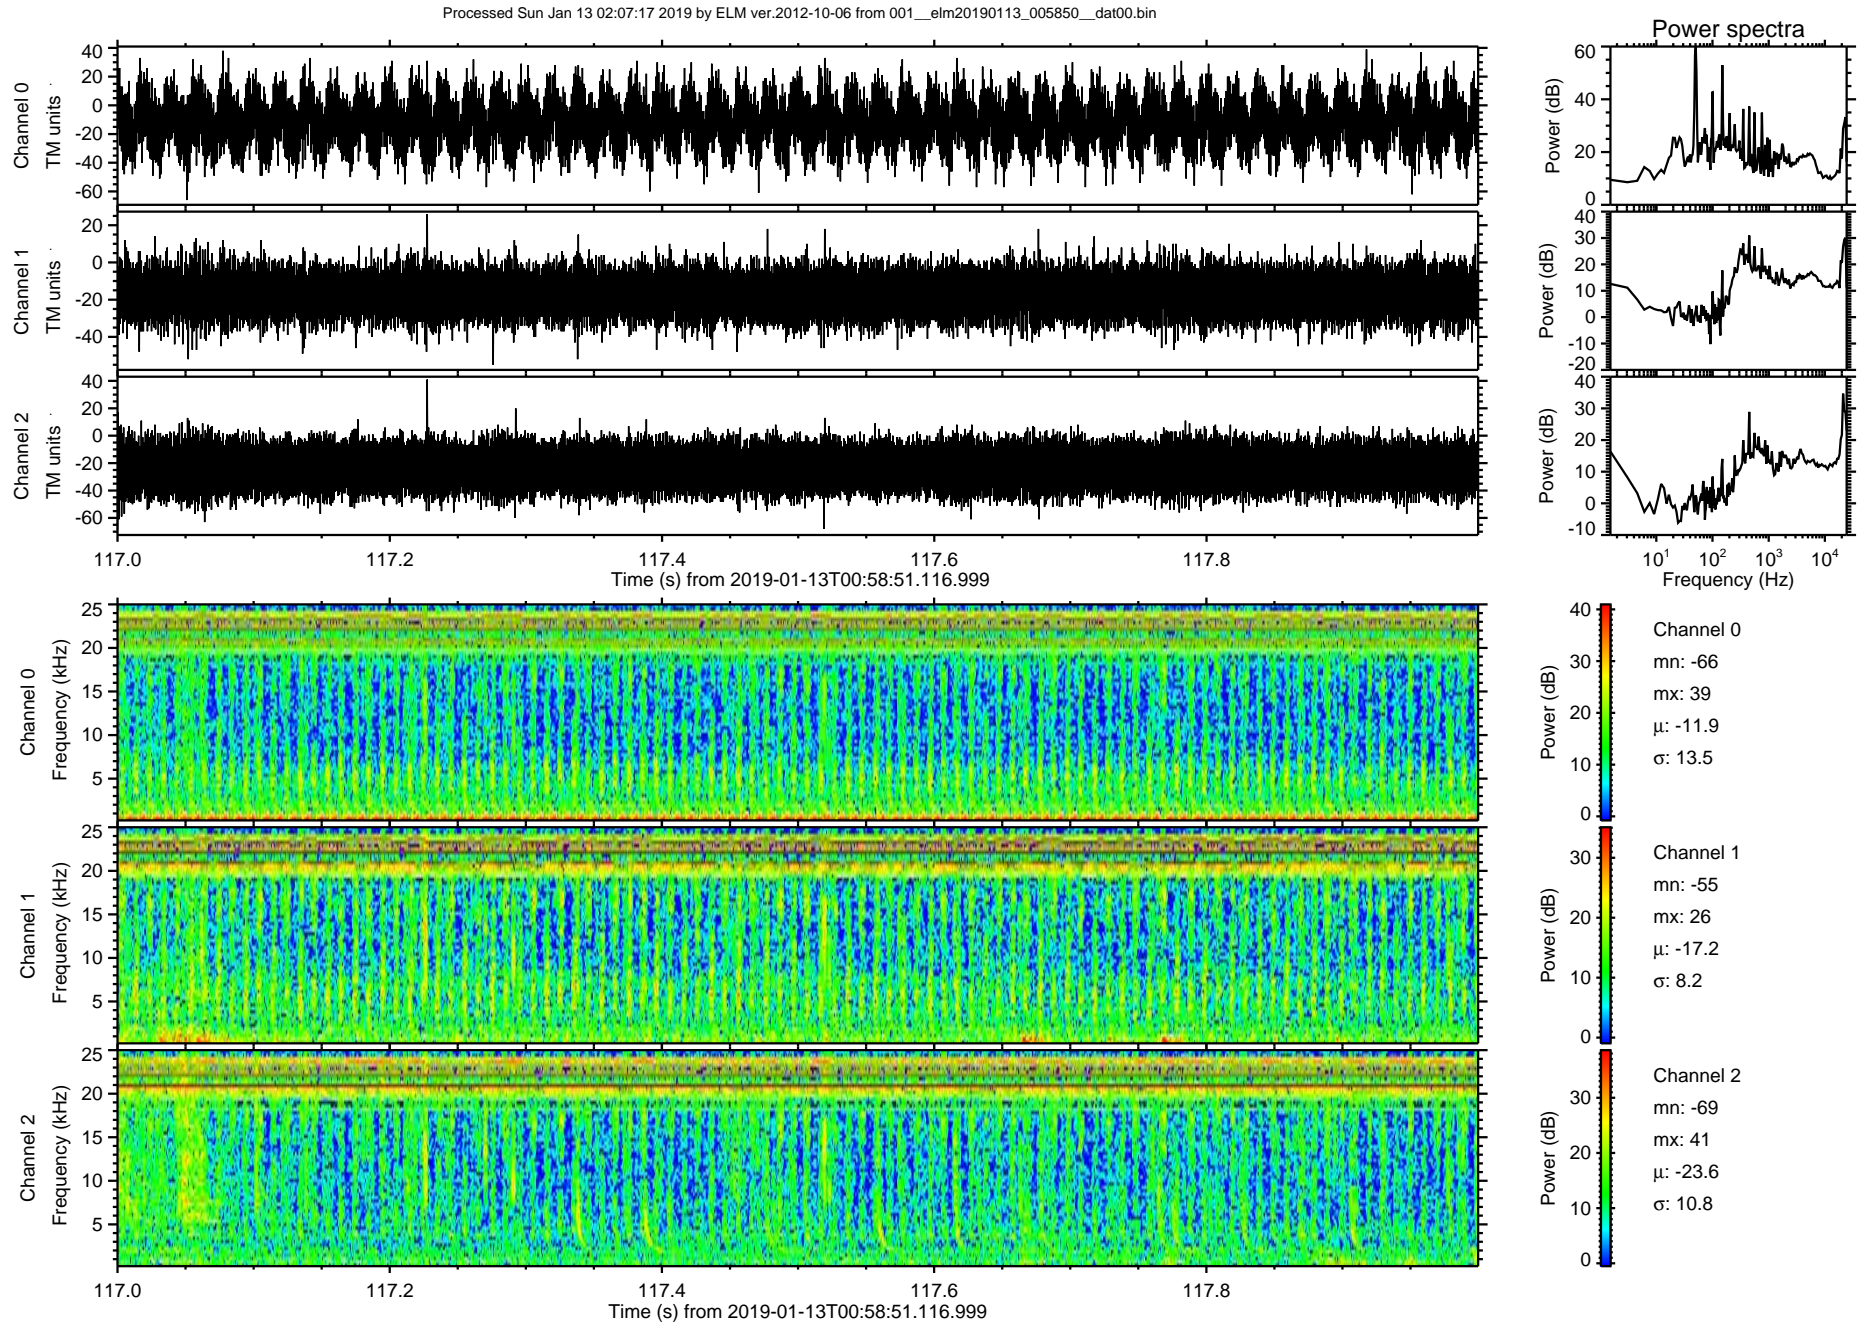 Processed Sun Jan 13 02:07:17 2019 by ELM ver.2012-10-06 from 001__elm20190113_005850__dat00.bin
Power spectra
Channel 0
TM units
40
20
0
-20
-40
-60
Power (dB)
60
40
20
0
Channel 1
TM units
20
0
-20
-40
Power (dB)
40
30
20
10
0
-10
-20
Channel 2
TM units
40
20
0
-20
-40
-60
Power (dB)
40
30
20
10
0
-10
117.0 117.2 117.4 117.6 117.8
Time (s) from 2019-01-13T00:58:51.116.999
10^1 10^2 10^3 10^4
Frequency (Hz)
Channel 0
Frequency (kHz)
25
20
15
10
5
Power (dB)
40
30
20
10
0
Channel 0
mn: -66
mx: 39
μ: -11.9
σ: 13.5
Channel 1
Frequency (kHz)
25
20
15
10
5
Power (dB)
30
20
10
0
Channel 1
mn: -55
mx: 26
μ: -17.2
σ: 8.2
Channel 2
Frequency (kHz)
25
20
15
10
5
Power (dB)
30
20
10
0
Channel 2
mn: -69
mx: 41
μ: -23.6
σ: 10.8
117.0 117.2 117.4 117.6 117.8
Time (s) from 2019-01-13T00:58:51.116.999